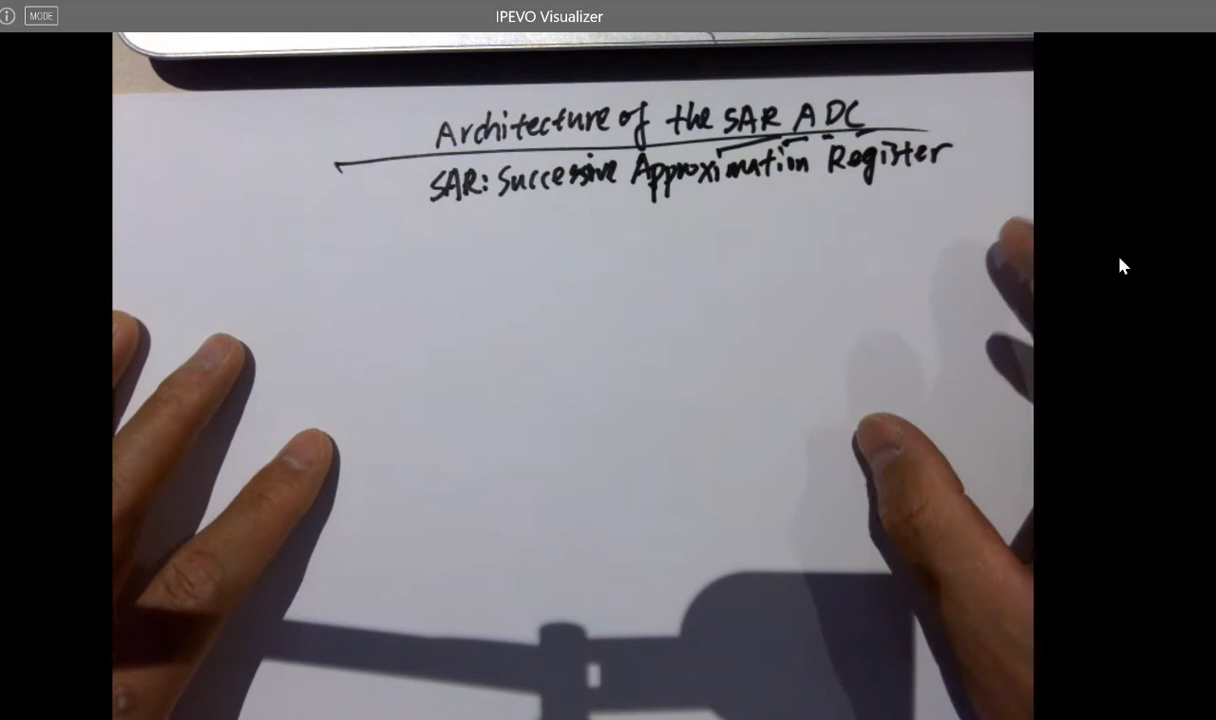 MODE
IPEVO Visualizer
Architecture of the SAR ADC
SAR: Successive Approximation Register